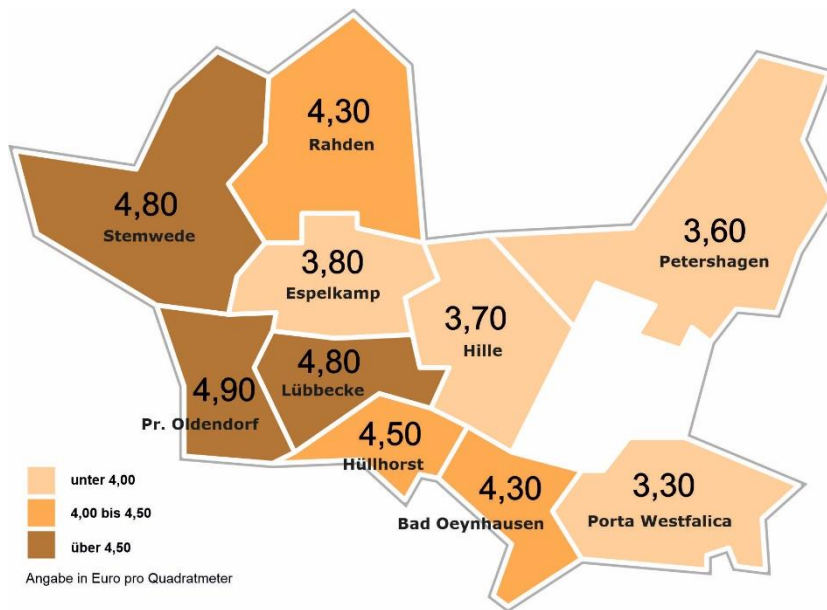 4,30
Rahden
4,80
Stemwede
3,60
Petershagen
3,80
Espelkamp
3,70
Hille
4,80
Lübbecke
4,90
Pr. Oldendorf
4,50
Hüllhorst
4,30
Bad Oeynhausen
3,30
Porta Westfalica
unter 4,00
4,00 bis 4,50
über 4,50
Angabe in Euro pro Quadratmeter